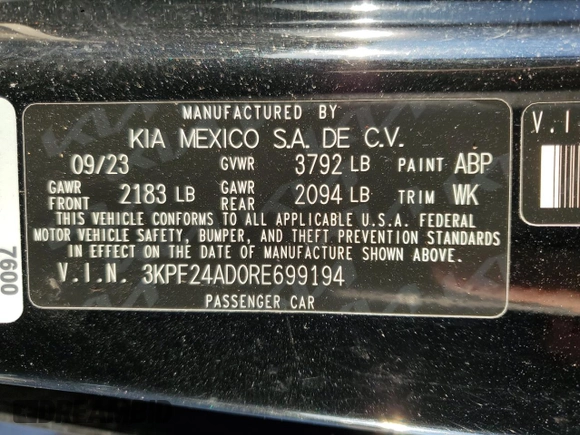 MANUFACTURED BY
KIA MEXICO S.A. DE C.V.
09/23 GVWR 3792 LB PAINT ABP
GAWR FRONT 2183 LB GAWR REAR 2094 LB TRIM WK
THIS VEHICLE CONFORMS TO ALL APPLICABLE U.S.A. FEDERAL
MOTOR VEHICLE SAFETY, BUMPER, AND THEFT PREVENTION STANDARDS
IN EFFECT ON THE DATE OF MANUFACTURE SHOWN ABOVE.
V.I.N. 3KPF24AD0RE699194
PASSENGER CAR
V.I
7600